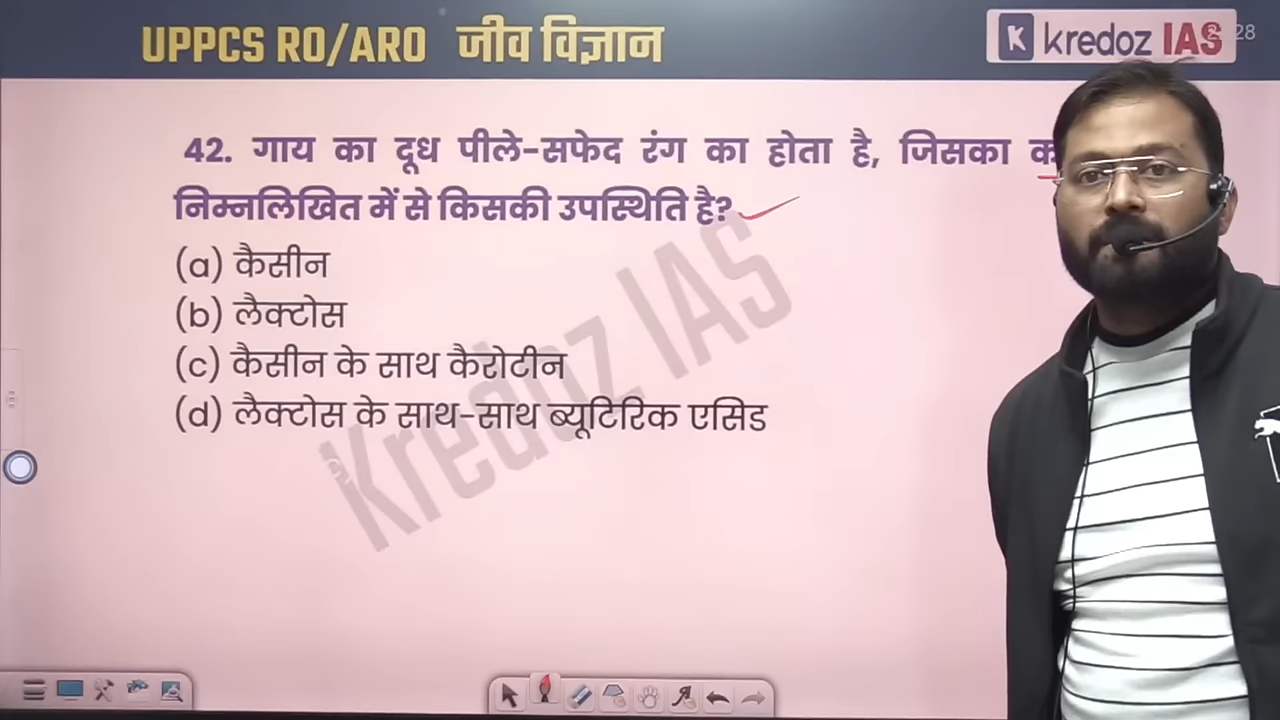 UPPCS RO/ARO जीव विज्ञान
K kredoz IAS
42. गाय का दूध पीले-सफेद रंग का होता है, जिसका
निम्नलिखित में से किसकी उपस्थिति है?
(a) कैसीन
(b) लैक्टोस
(c) कैसीन के साथ कैरोटीन
(d) लैक्टोस के साथ-साथ ब्यूटिरिक एसिड
Kredoz IAS